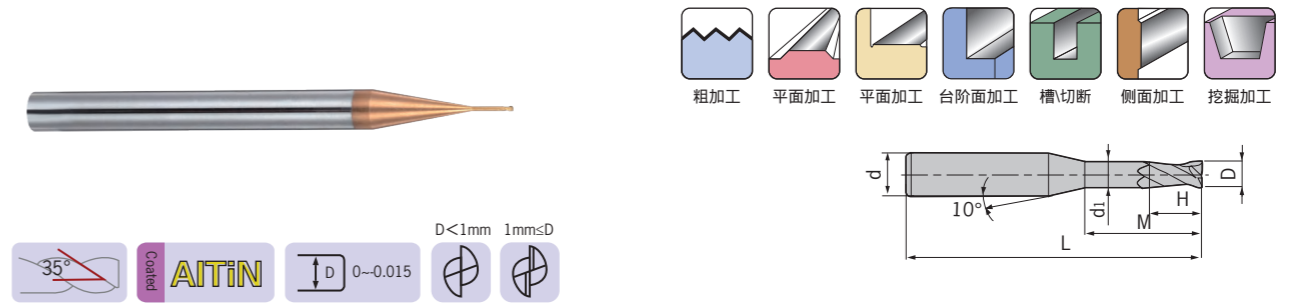 粗加工
平面加工
平面加工
台阶面加工
槽\切断
侧面加工
挖掘加工
d
10°
d1
H
M
L
D
D<1mm
1mm≤D
35°
Coated
AlTiN
D
0~-0.015